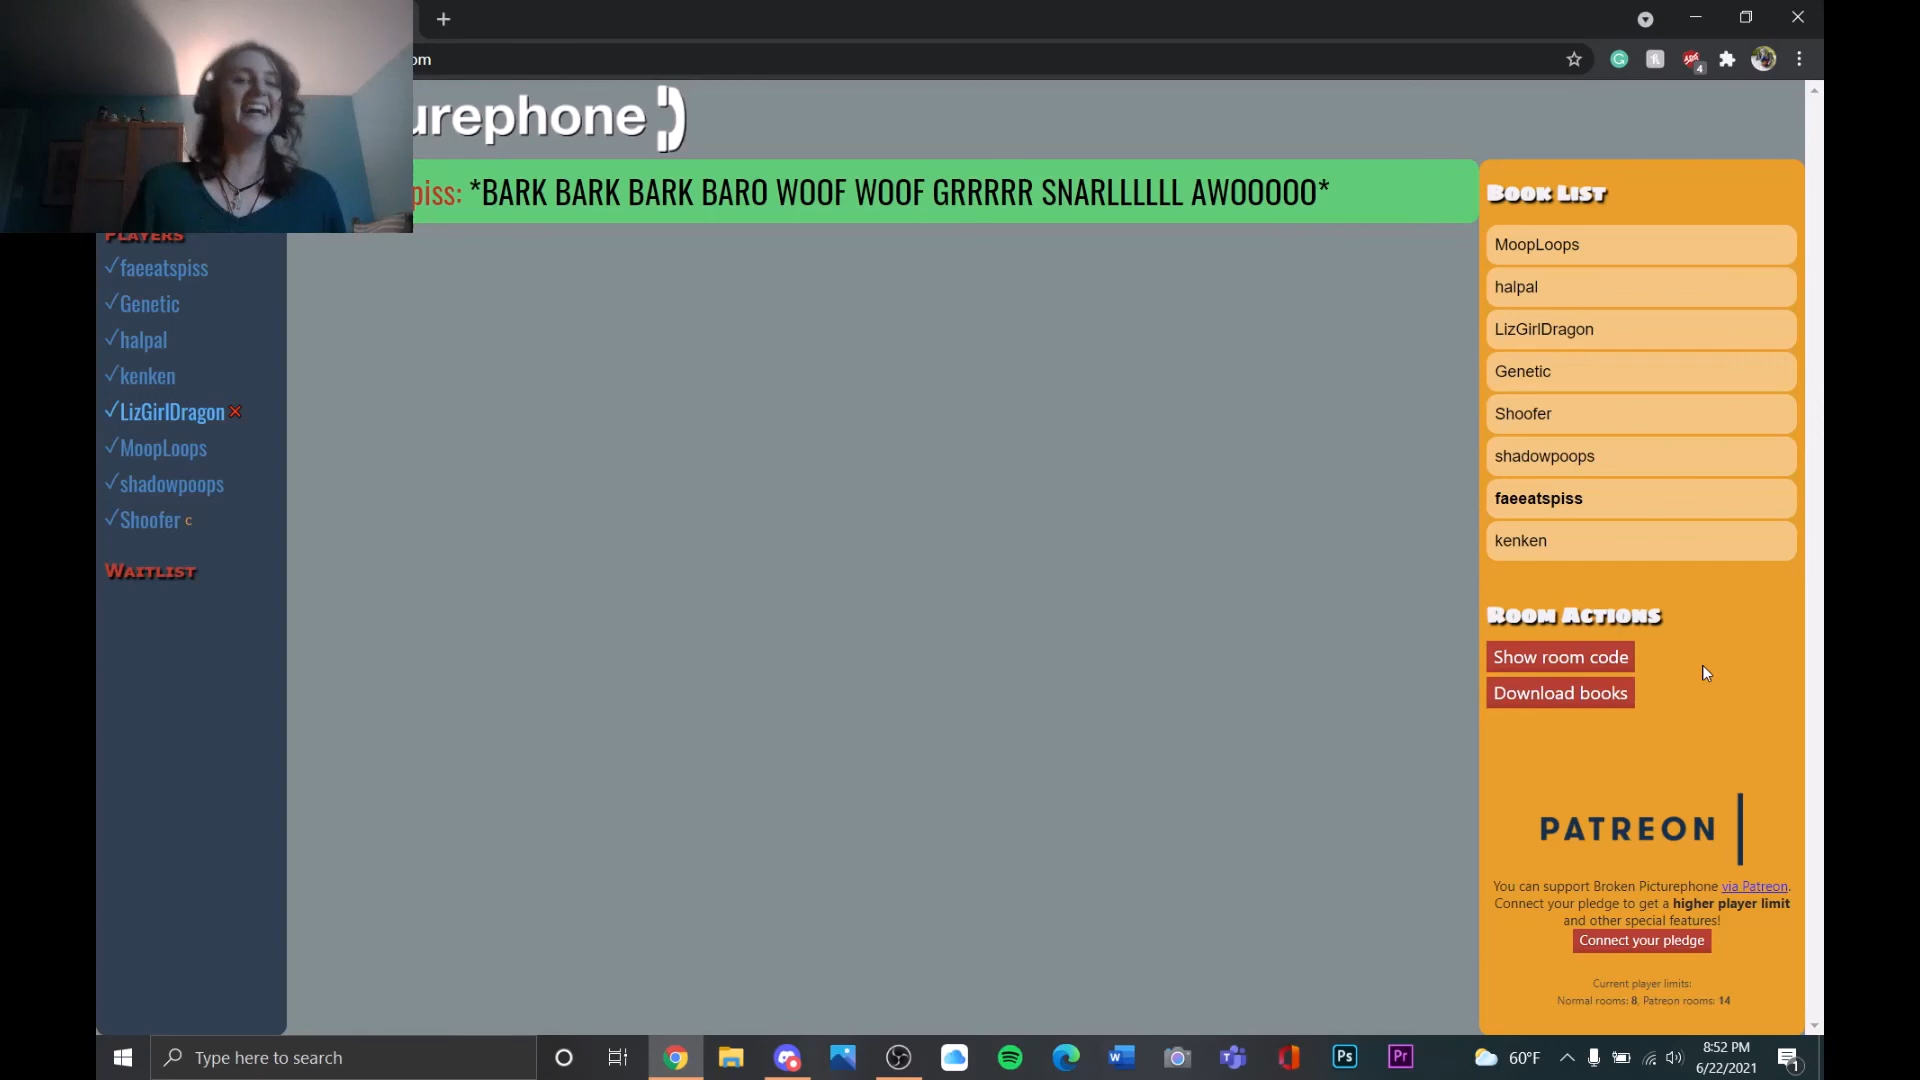 om
4
urephone
piss: *BARK BARK BARK BARO WOOF WOOF GRRRRR SNARLLLLLL AWOOOOO*
PLAYERS
✓faeeatspiss
✓Genetic
✓halpal
✓kenken
✓LizGirlDragon ✕
✓MoopLoops
✓shadowpoops
✓Shoofer c
WAITLIST
BOOK LIST
MoopLoops
halpal
LizGirlDragon
Genetic
Shoofer
shadowpoops
faeeatspiss
kenken
ROOM ACTIONS
Show room code
Download books
PATREON
You can support Broken Picturephone via Patreon.
Connect your pledge to get a higher player limit
and other special features!
Connect your pledge
Current player limits:
Normal rooms: 8, Patreon rooms: 14
Type here to search
Ps
Pr
60°F
8:52 PM
6/22/2021
1